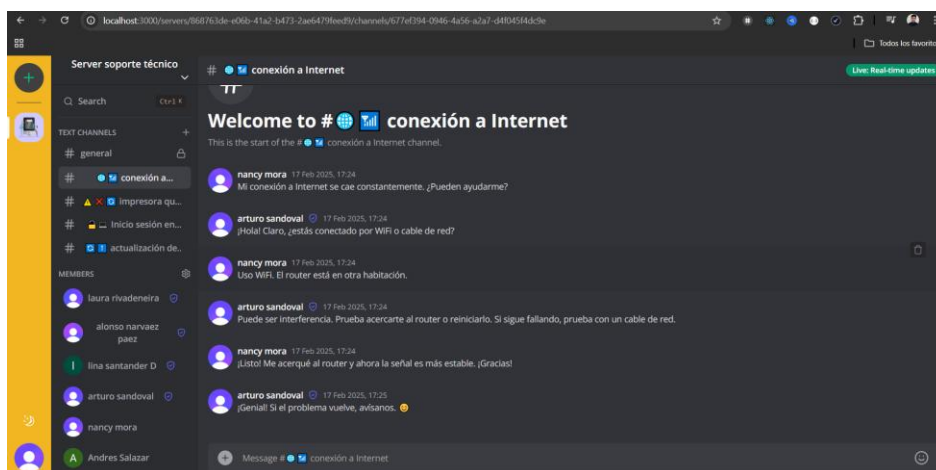 localhost:3000/servers/868763de-e06b-41a2-b473-2ae6479feed9/channels/677ef394-0946-4a56-a2a7-d4f045f4dc9e
Todos los favorito
Server soporte técnico
Search
Ctrl K
TEXT CHANNELS
# general
# 🌐 📶 conexión a...
# ⚠️ ❌ 🔄 impresora qu...
# 🔒 💻 Inicio sesión en...
# 🔄 ❗ actualización de..
MEMBERS
laura rivadeneira
alonso narvaez
paez
l lina santander D
arturo sandoval
nancy mora
A Andres Salazar
# 🌐 📶 conexión a Internet
Live: Real-time updates
Welcome to # 🌐 📶 conexión a Internet
This is the start of the # 🌐 📶 conexión a Internet channel.
nancy mora 17 Feb 2025, 17:24
Mi conexión a Internet se cae constantemente. ¿Pueden ayudarme?
arturo sandoval 17 Feb 2025, 17:24
¡Hola! Claro, ¿estás conectado por WiFi o cable de red?
nancy mora 17 Feb 2025, 17:24
Uso WiFi. El router está en otra habitación.
arturo sandoval 17 Feb 2025, 17:24
Puede ser interferencia. Prueba acercarte al router o reiniciarlo. Si sigue fallando, prueba con un cable de red.
nancy mora 17 Feb 2025, 17:24
¡Listo! Me acerqué al router y ahora la señal es más estable. ¡Gracias!
arturo sandoval 17 Feb 2025, 17:25
¡Genial! Si el problema vuelve, avísanos. 😊
Message # 🌐 📶 conexión a Internet